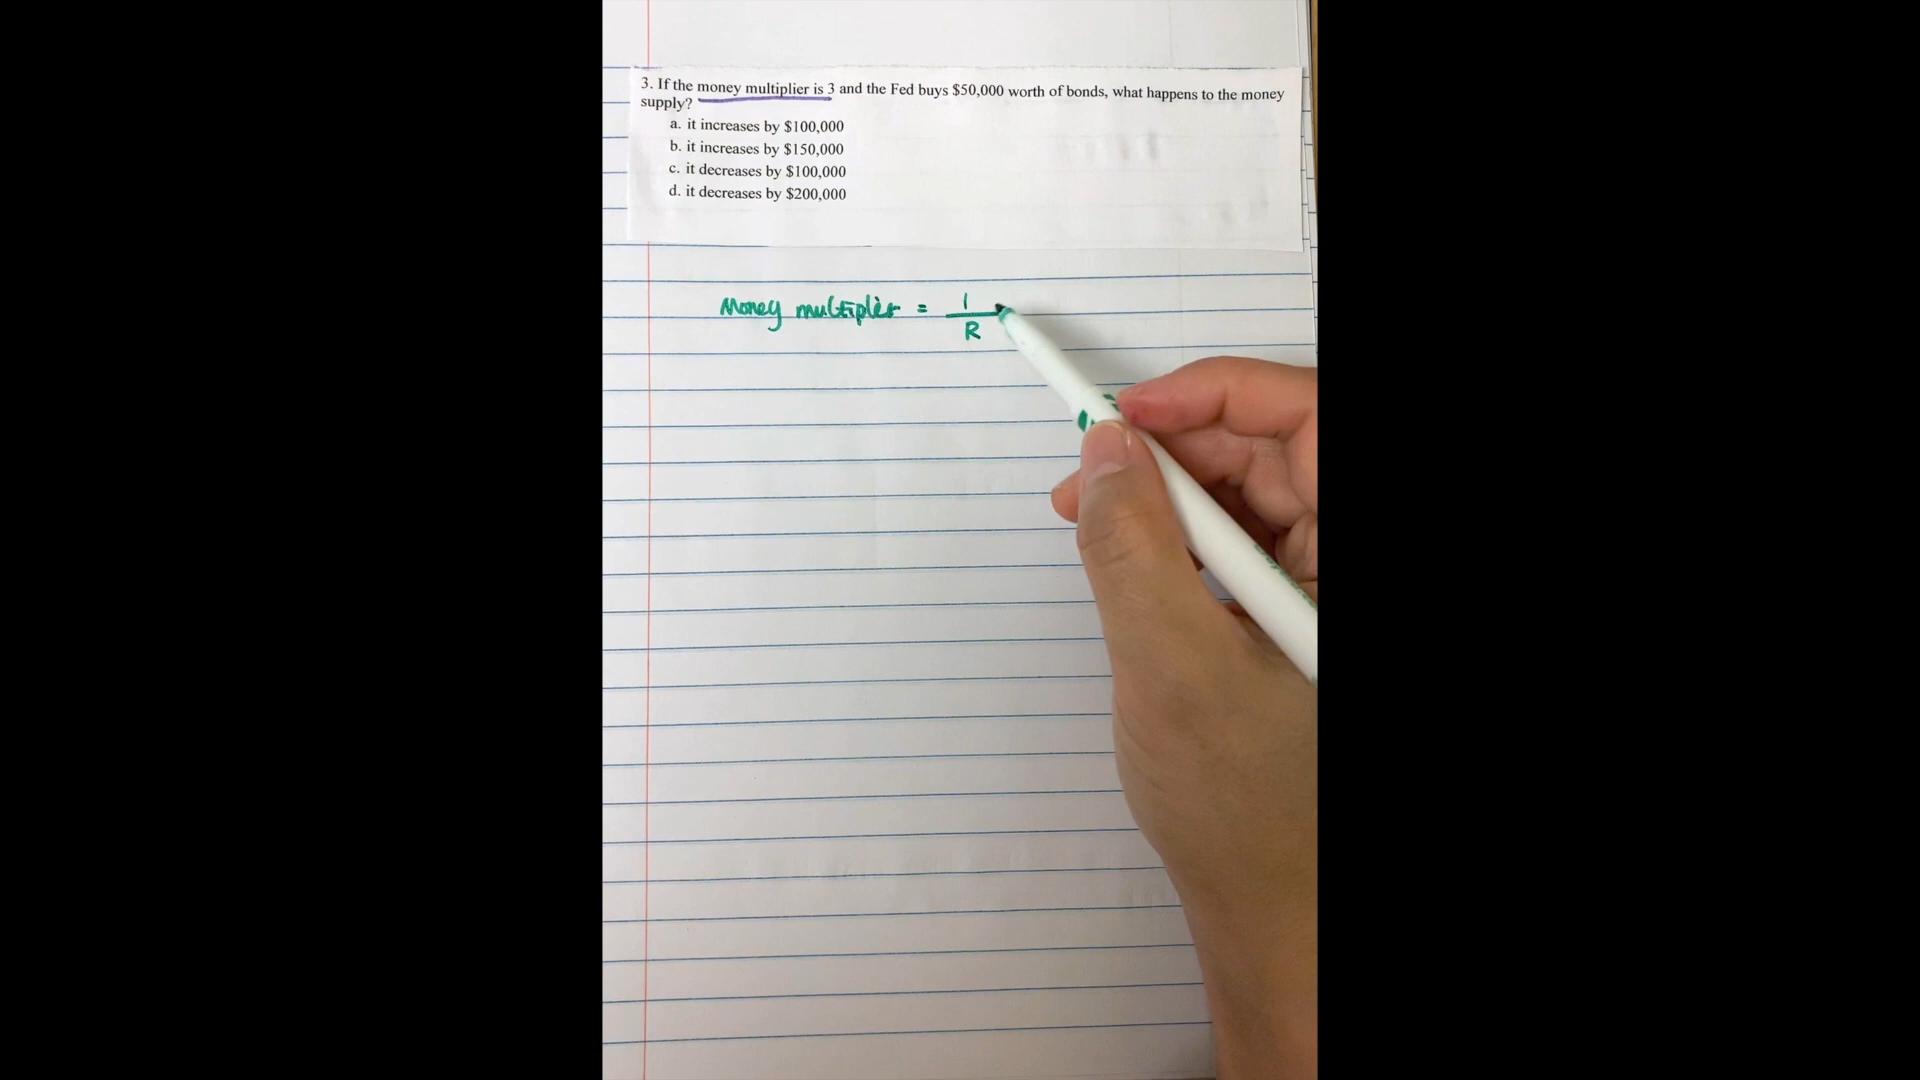 3. If the money multiplier is 3 and the Fed buys $50,000 worth of bonds, what happens to the money
supply?
a. it increases by $100,000
b. it increases by $150,000
c. it decreases by $100,000
d. it decreases by $200,000
Money multiplier = 1
R